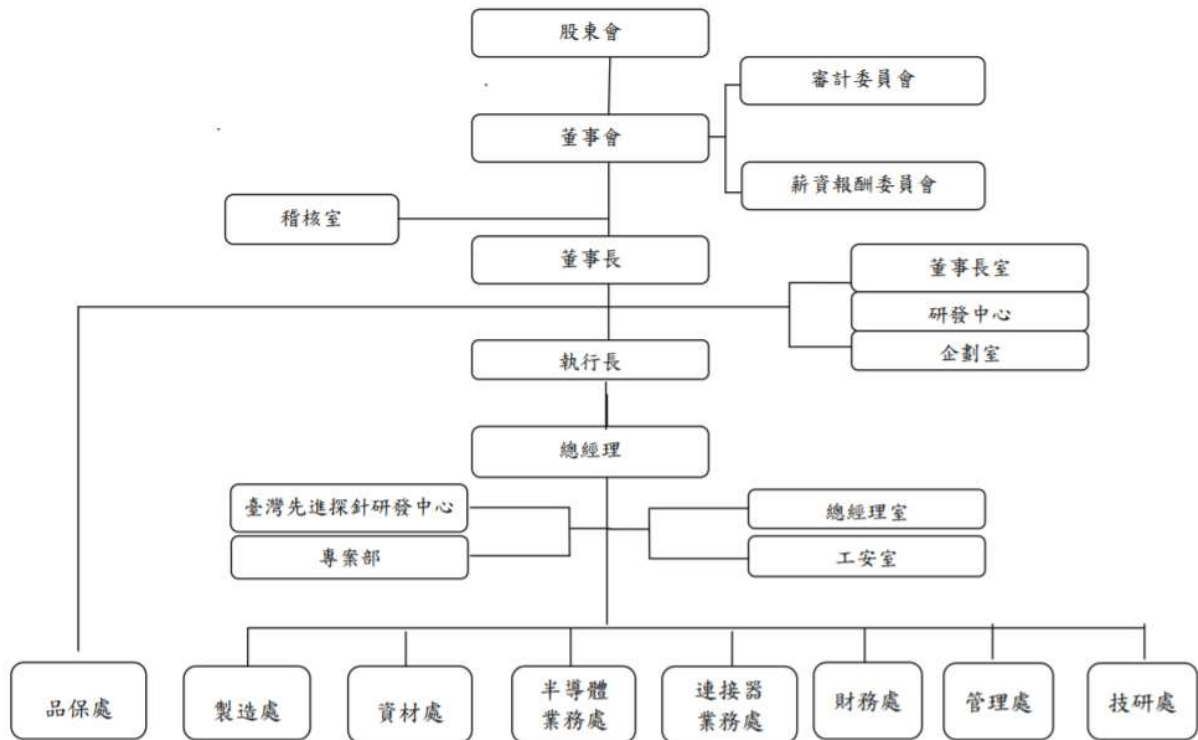 股東會
審計委員會
董事會
薪資報酬委員會
稽核室
董事長
董事長室
研發中心
執行長
企劃室
總經理
臺灣先進探針研發中心
總經理室
專案部
工安室
品保處
製造處
資材處
半導體
業務處
連接器
業務處
財務處
管理處
技研處